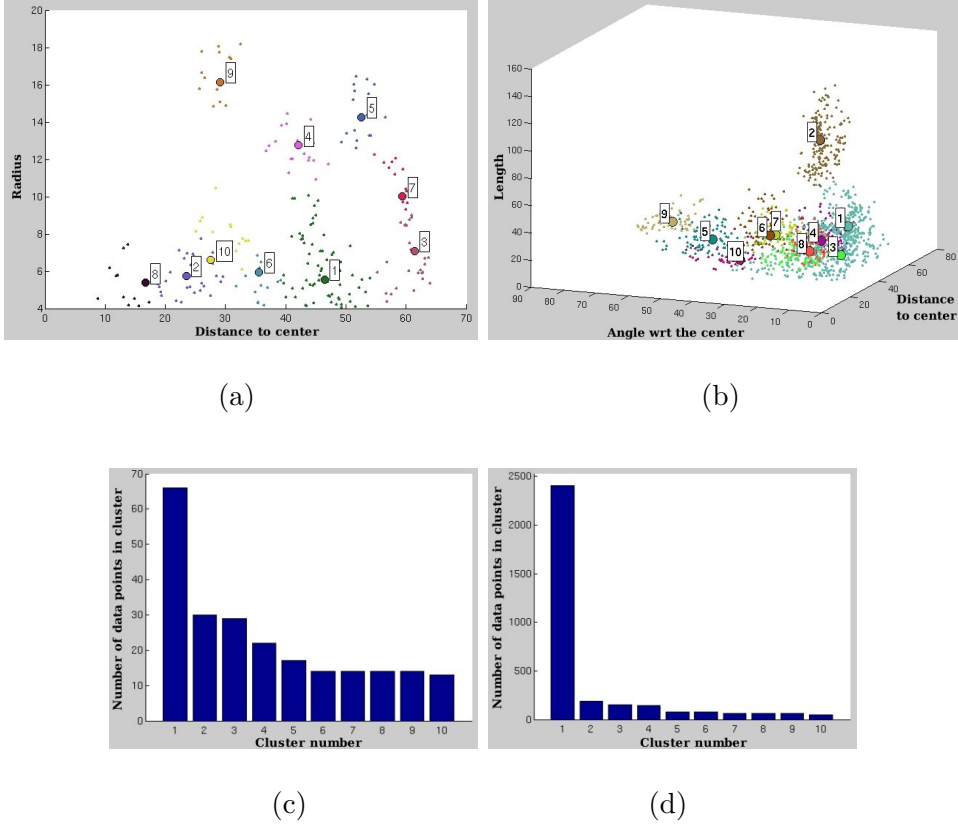 20
18
16
14
12
10
8
6
4
Radius
9
5
4
7
3
10
2
8
6
1
0 10 20 30 40 50 60 70
Distance to center
(a)
160
140
120
100
80
60
40
20
0
Length
2
9
5
10
6
7
8
4
3
1
90 80 70 60 50 40 30 20 10 0
Angle wrt the center
0 20 40 60 80
Distance
to center
(b)
70
60
50
40
30
20
10
0
Number of data points in cluster
1 2 3 4 5 6 7 8 9 10
Cluster number
(c)
2500
2000
1500
1000
500
0
Number of data points in cluster
1 2 3 4 5 6 7 8 9 10
Cluster number
(d)